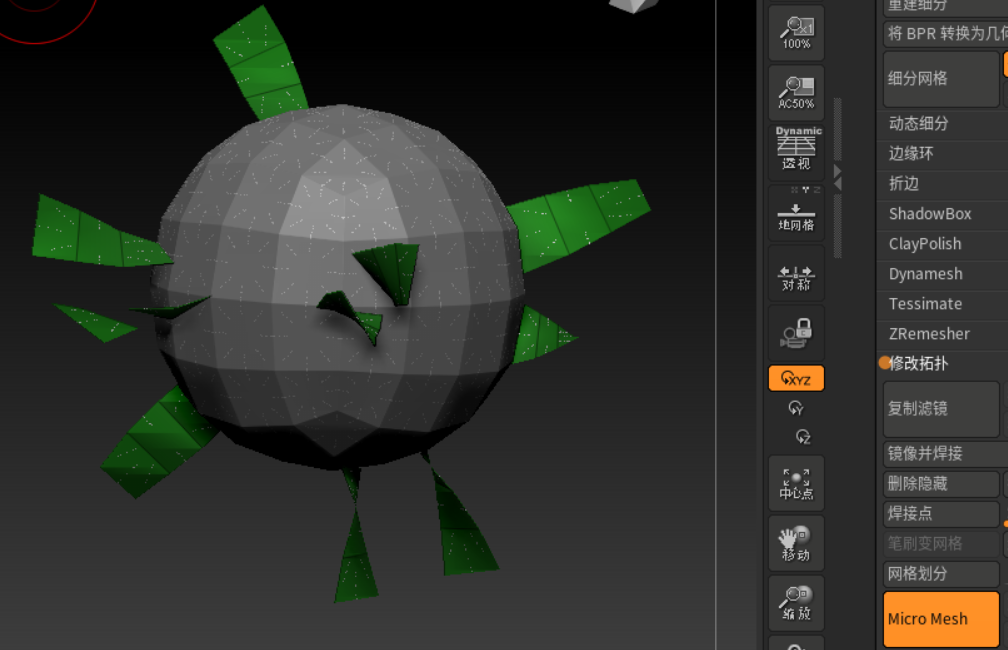 x1
100%
AC50%
Dynamic
透视
地网格
对称
XYZ
Y
Z
中心点
移动
缩放
重建细分
将 BPR 转换为几何
细分网格
动态细分
边缘环
折边
ShadowBox
ClayPolish
Dynamesh
Tessimate
ZRemesher
修改拓扑
复制滤镜
镜像并焊接
删除隐藏
焊接点
笔刷变网格
网格划分
Micro Mesh